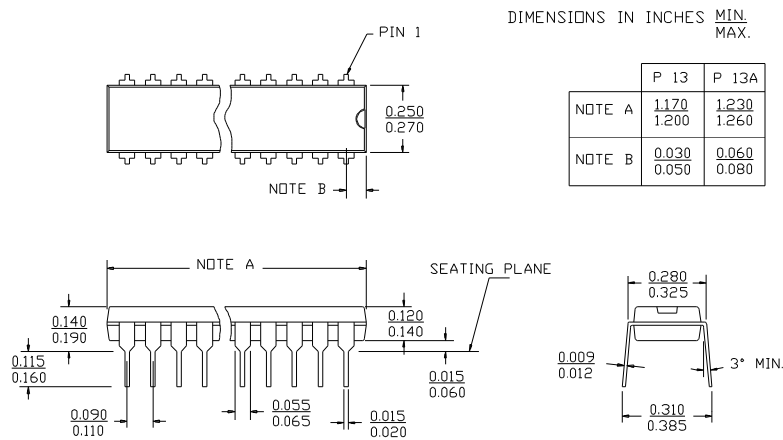 DIMENSIONS IN INCHES MIN.
MAX.
PIN 1
P 13 P 13A
NOTE A 1.170 1.230
1.200 1.260
NOTE B 0.030 0.060
0.050 0.080
0.250
0.270
NOTE B
NOTE A
SEATING PLANE
0.140
0.190
0.120
0.140
0.115
0.160
0.015
0.060
0.090
0.110
0.055
0.065
0.015
0.020
0.280
0.325
0.009
0.012
3° MIN.
0.310
0.385